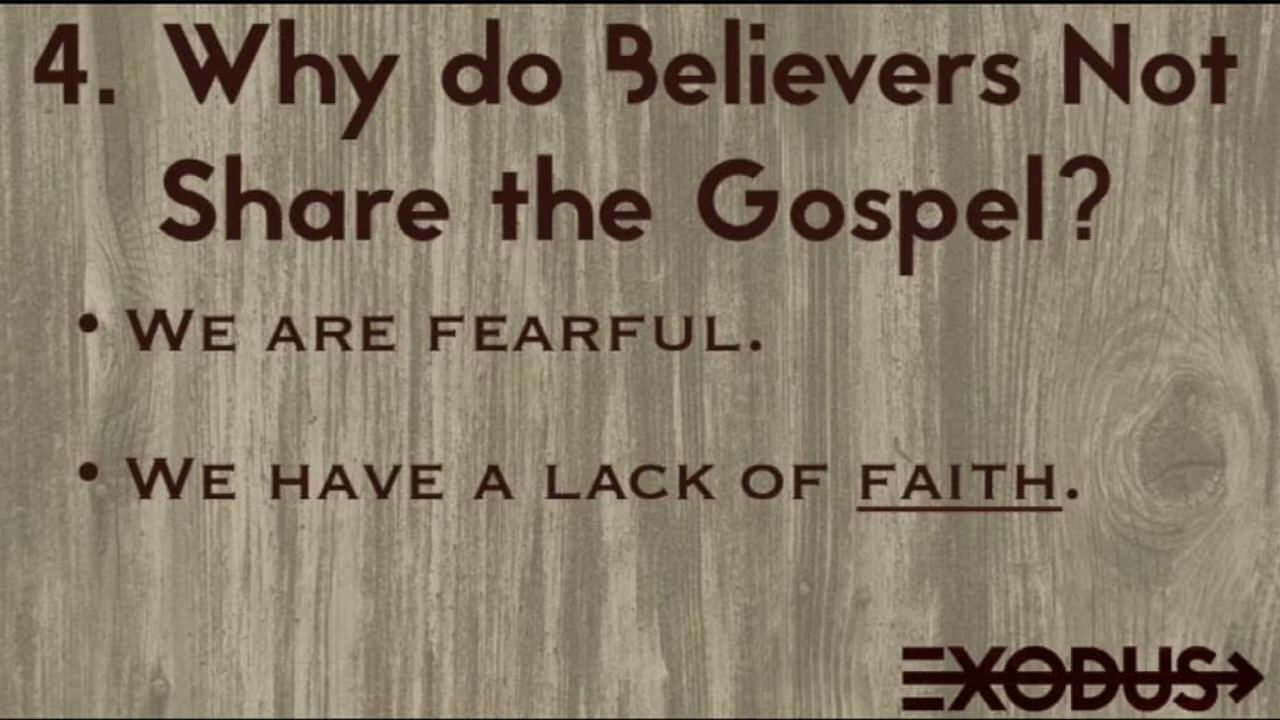 4. Why do Believers Not
Share the Gospel?
• We are fearful.
• We have a lack of faith.
EXODUS